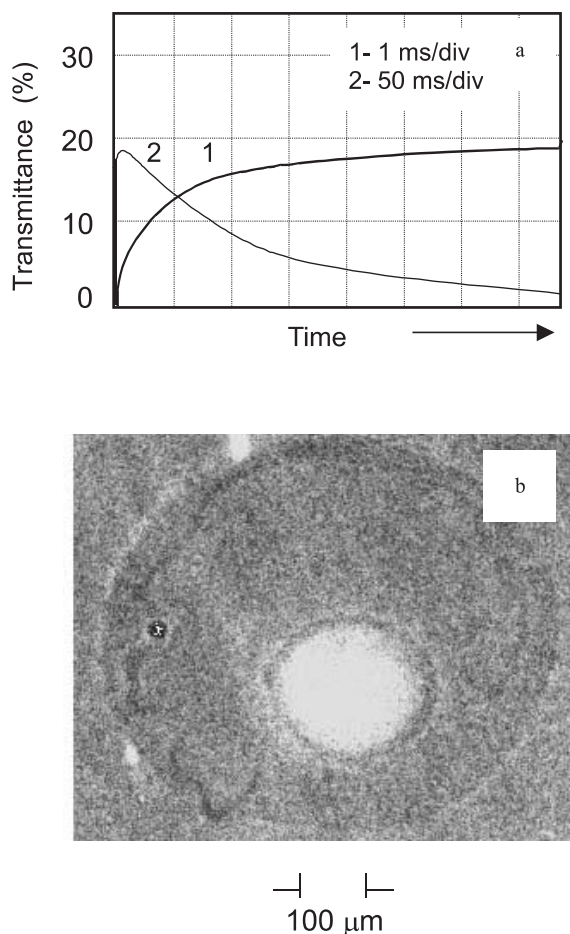 1- 1 ms/div
a
2- 50 ms/div
Transmittance (%)
30
20
10
0
2
1
Time
b
100 μm